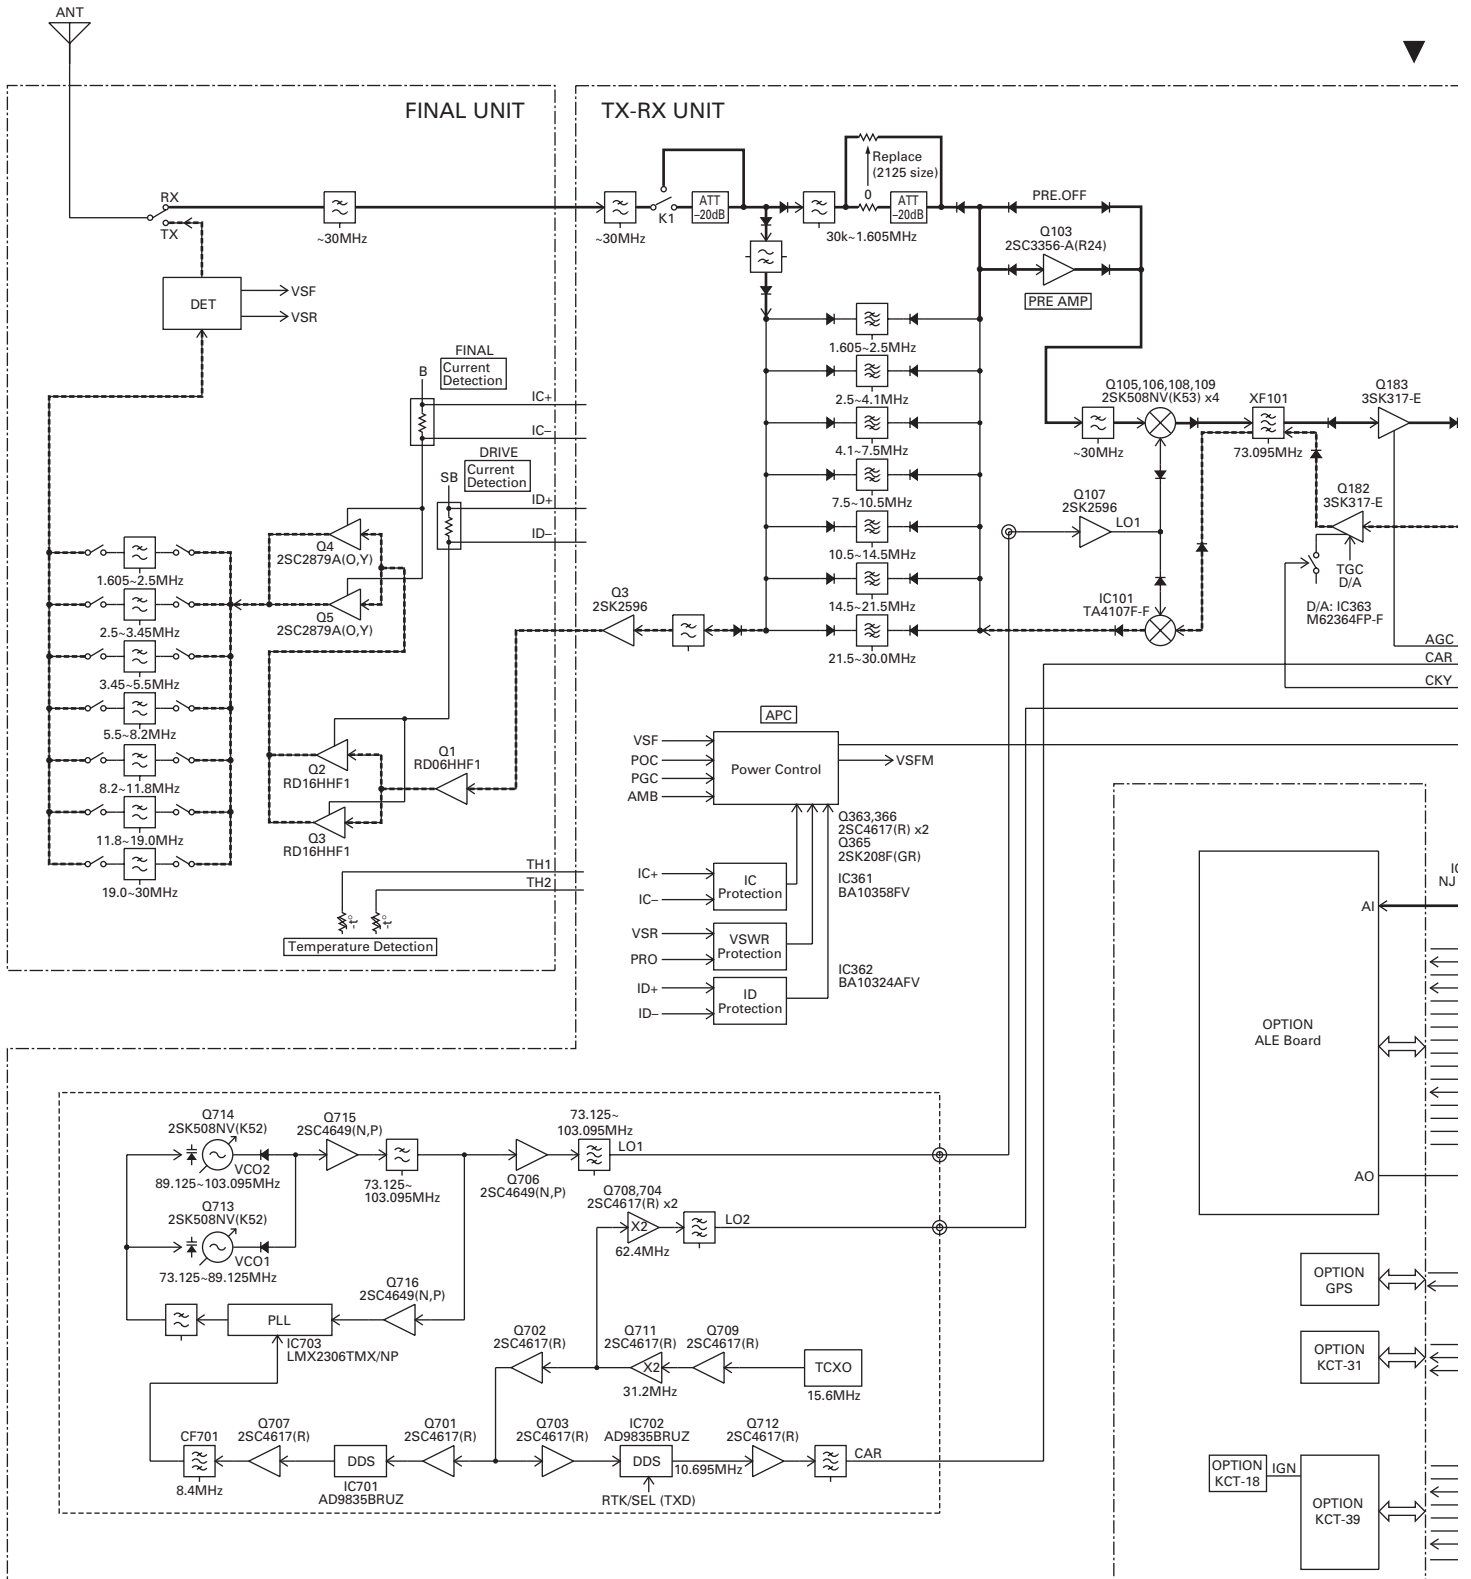 ANT
FINAL UNIT
TX-RX UNIT
RX
TX
~30MHz
DET
VSF
VSR
FINAL
Current
Detection
B
IC+
IC–
DRIVE
Current
Detection
SB
ID+
ID–
Q4
2SC2879A(O,Y)
Q5
2SC2879A(O,Y)
1.605~2.5MHz
2.5~3.45MHz
3.45~5.5MHz
5.5~8.2MHz
8.2~11.8MHz
11.8~19.0MHz
19.0~30MHz
Q2
RD16HHF1
Q3
RD16HHF1
Q1
RD06HHF1
TH1
TH2
-t°
-t°
Temperature Detection
~30MHz
K1
ATT
–20dB
Replace
(2125 size)
0
ATT
–20dB
30k~1.605MHz
PRE.OFF
Q103
2SC3356-A(R24)
PRE AMP
1.605~2.5MHz
2.5~4.1MHz
4.1~7.5MHz
7.5~10.5MHz
10.5~14.5MHz
14.5~21.5MHz
21.5~30.0MHz
Q3
2SK2596
~30MHz
Q105,106,108,109
2SK508NV(K53) x4
XF101
73.095MHz
Q183
3SK317-E
Q107
2SK2596
LO1
Q182
3SK317-E
TGC
D/A
D/A: IC363
M62364FP-F
IC101
TA4107F-F
AGC
CAR
CKY
APC
VSF
POC
PGC
AMB
Power Control
VSFM
Q363,366
2SC4617(R) x2
Q365
2SK208F(GR)
IC+
IC–
IC
Protection
IC361
BA10358FV
VSR
PRO
VSWR
Protection
ID+
ID–
ID
Protection
IC362
BA10324AFV
OPTION
ALE Board
AI
AO
NJ
OPTION
GPS
OPTION
KCT-31
OPTION
KCT-18
IGN
OPTION
KCT-39
Q714
2SK508NV(K52)
VCO2
89.125~103.095MHz
Q713
2SK508NV(K52)
VCO1
73.125~89.125MHz
Q715
2SC4649(N,P)
73.125~
103.095MHz
Q706
2SC4649(N,P)
73.125~
103.095MHz
LO1
Q708,704
2SC4617(R) x2
X2
62.4MHz
LO2
Q716
2SC4649(N,P)
PLL
IC703
LMX2306TMX/NP
Q702
2SC4617(R)
Q711
2SC4617(R)
X2
31.2MHz
Q709
2SC4617(R)
TCXO
15.6MHz
CF701
8.4MHz
Q707
2SC4617(R)
DDS
IC701
AD9835BRUZ
Q701
2SC4617(R)
Q703
2SC4617(R)
IC702
AD9835BRUZ
DDS
10.695MHz
RTK/SEL (TXD)
Q712
2SC4617(R)
CAR